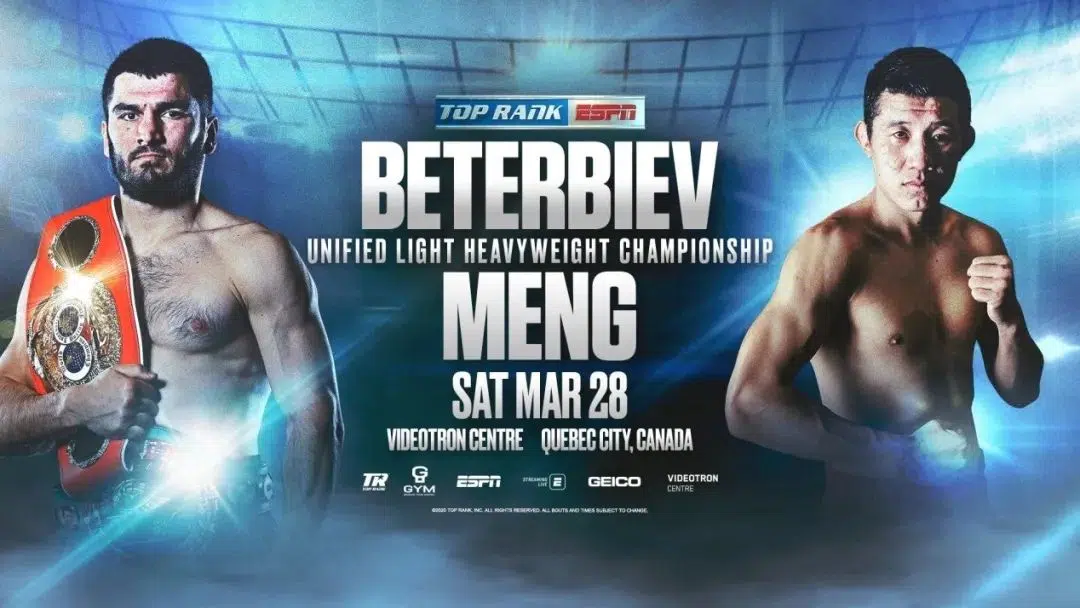 TOP RANK ESPN
BETERBIEV
UNIFIED LIGHT HEAVYWEIGHT CHAMPIONSHIP
MENG
SAT MAR 28
VIDEOTRON CENTRE QUEBEC CITY, CANADA
TR TOP RANK GYM ESPN STREAMING LIVE E GEICO VIDEOTRON CENTRE
©2020 TOP RANK, INC. ALL RIGHTS RESERVED. ALL BOUTS AND TIMES SUBJECT TO CHANGE.